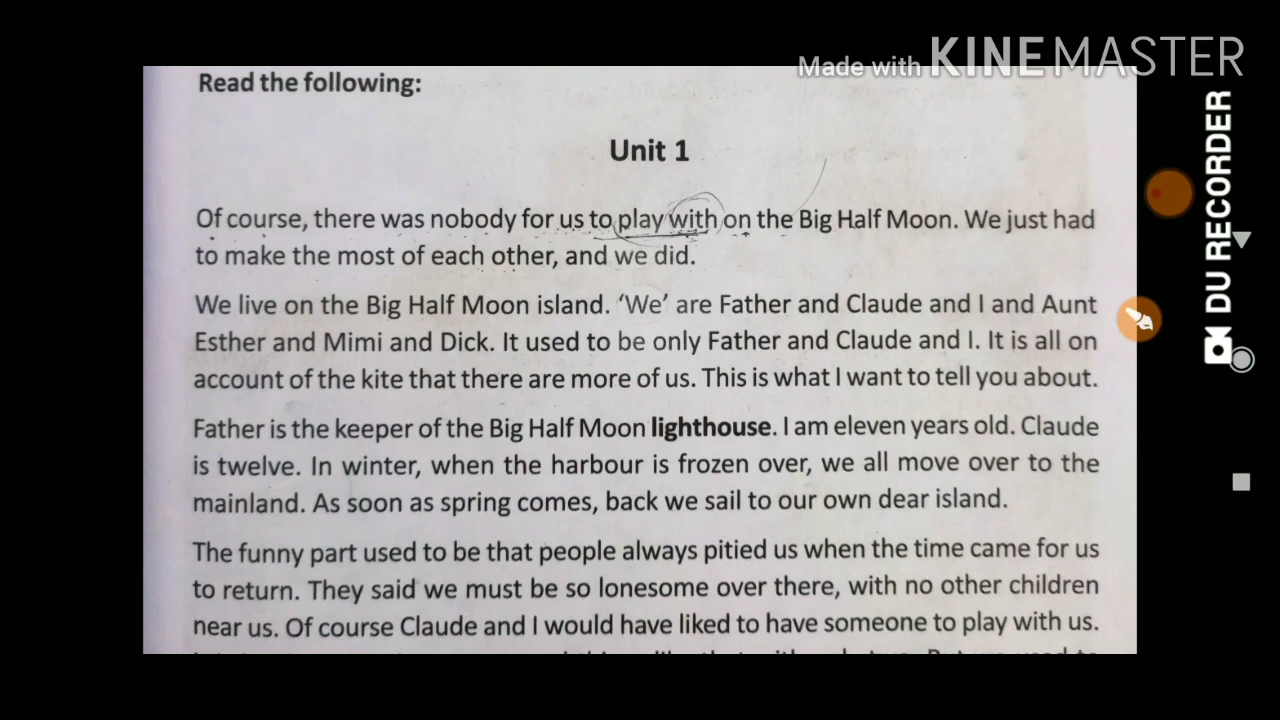 Made with KINEMASTER
Read the following:
Unit 1
Of course, there was nobody for us to play with on the Big Half Moon. We just had
to make the most of each other, and we did.
We live on the Big Half Moon island. ‘We’ are Father and Claude and I and Aunt
Esther and Mimi and Dick. It used to be only Father and Claude and I. It is all on
account of the kite that there are more of us. This is what I want to tell you about.
Father is the keeper of the Big Half Moon lighthouse. I am eleven years old. Claude
is twelve. In winter, when the harbour is frozen over, we all move over to the
mainland. As soon as spring comes, back we sail to our own dear island.
The funny part used to be that people always pitied us when the time came for us
to return. They said we must be so lonesome over there, with no other children
near us. Of course Claude and I would have liked to have someone to play with us.
DU RECORDER